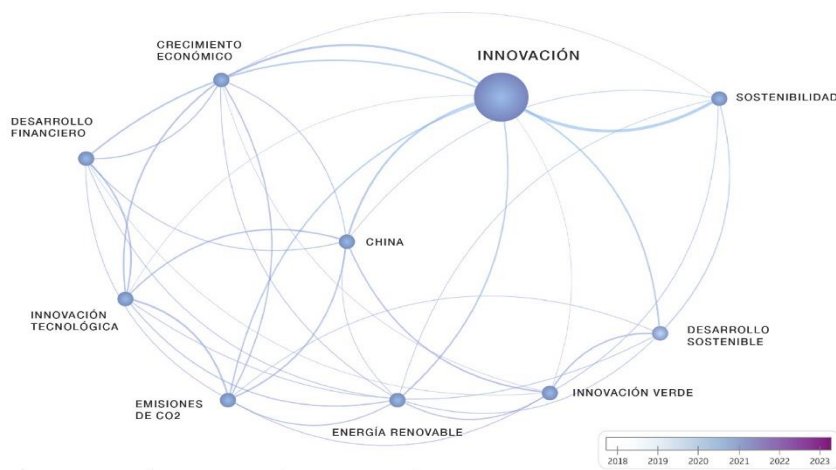 CRECIMIENTO
ECONÓMICO
INNOVACIÓN
SOSTENIBILIDAD
DESARROLLO
FINANCIERO
CHINA
INNOVACIÓN
TECNOLÓGICA
DESARROLLO
SOSTENIBLE
EMISIONES
DE CO2
ENERGÍA RENOVABLE
INNOVACIÓN VERDE
2018 2019 2020 2021 2022 2023